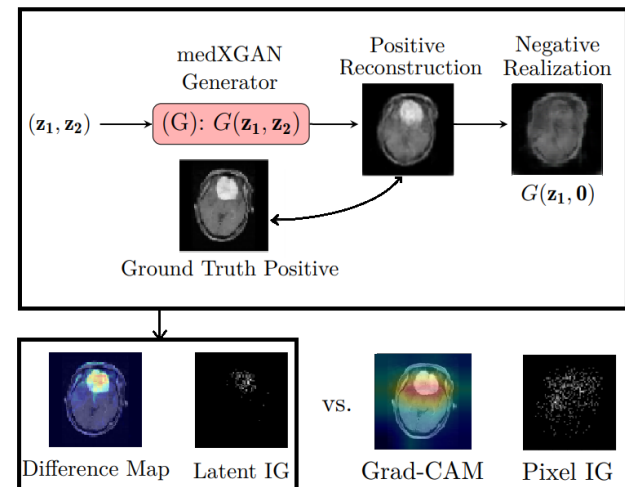 medXGAN
Generator
Positive
Reconstruction
Negative
Realization
(z₁, z₂)
(G): G(z₁, z₂)
G(z₁, 0)
Ground Truth Positive
vs.
Difference Map
Latent IG
Grad-CAM
Pixel IG